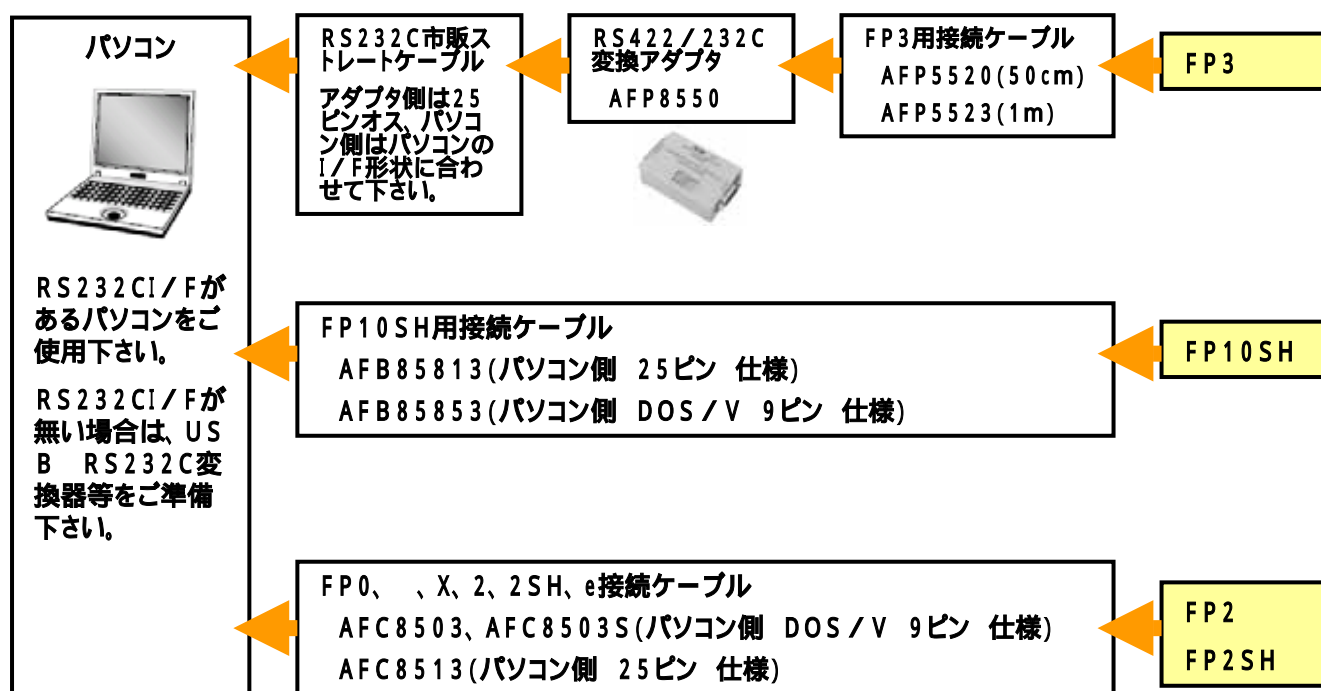 パソコン
RS232CI/Fが
あるパソコンをご
使用下さい。
RS232CI/Fが
無い場合は、US
B RS232C変
換器等をご準備
下さい。
RS232C市販ス
トレートケーブル
アダプタ側は25
ピンオス、パソコ
ン側はパソコンの
I/F形状に合わ
せて下さい。
RS422/232C
変換アダプタ
AFP8550
FP3用接続ケーブル
AFP5520(50cm)
AFP5523(1m)
FP3
FP10SH用接続ケーブル
AFB85813(パソコン側 25ピン 仕様)
AFB85853(パソコン側 DOS/V 9ピン 仕様)
FP10SH
FP0、 、X、2、2SH、e接続ケーブル
AFC8503、AFC8503S(パソコン側 DOS/V 9ピン 仕様)
AFC8513(パソコン側 25ピン 仕様)
FP2
FP2SH